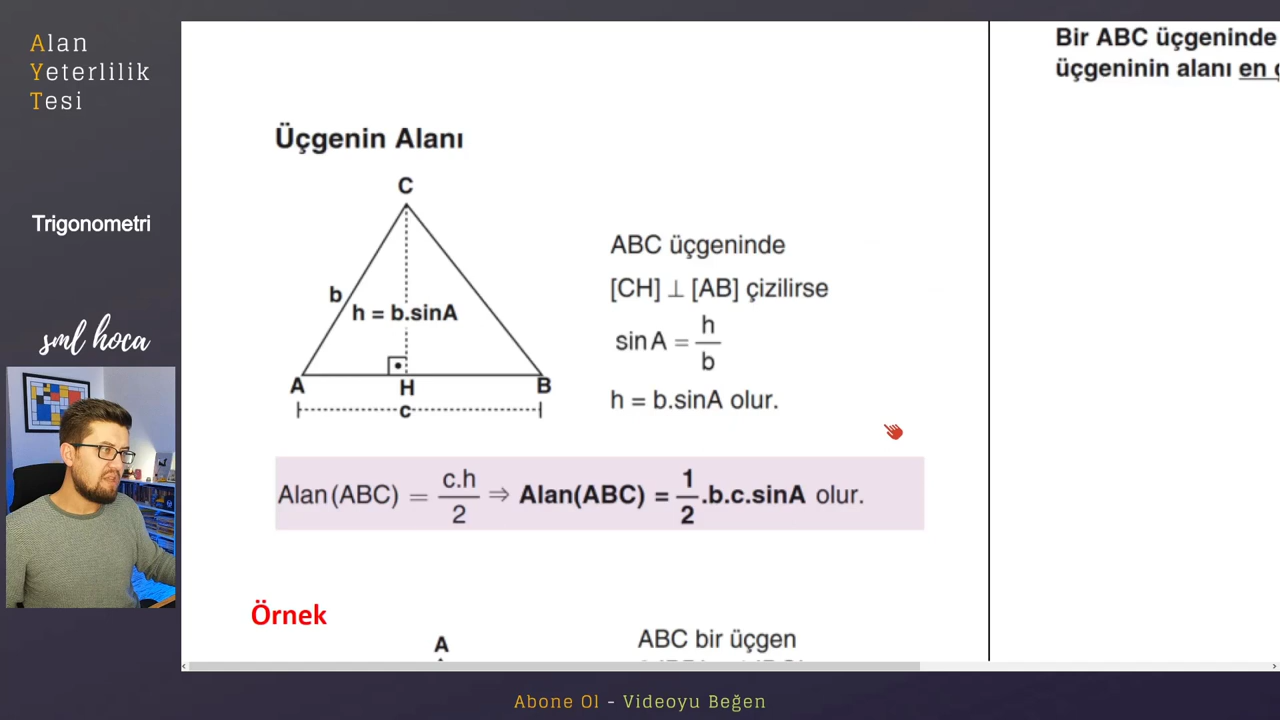 Alan
Yeterlilik
Tesi
Trigonometri
sml hoca
Üçgenin Alanı
C
b
h = b.sinA
A
H
B
c
ABC üçgeninde
[CH] ⊥ [AB] çizilirse
sin A = h/b
h = b.sinA olur.
Alan (ABC) = c.h/2 ⇒ Alan(ABC) = 1/2 .b.c.sinA olur.
Örnek
A
ABC bir üçgen
Bir ABC üçgeninde
üçgeninin alanı en
Abone Ol - Videoyu Beğen